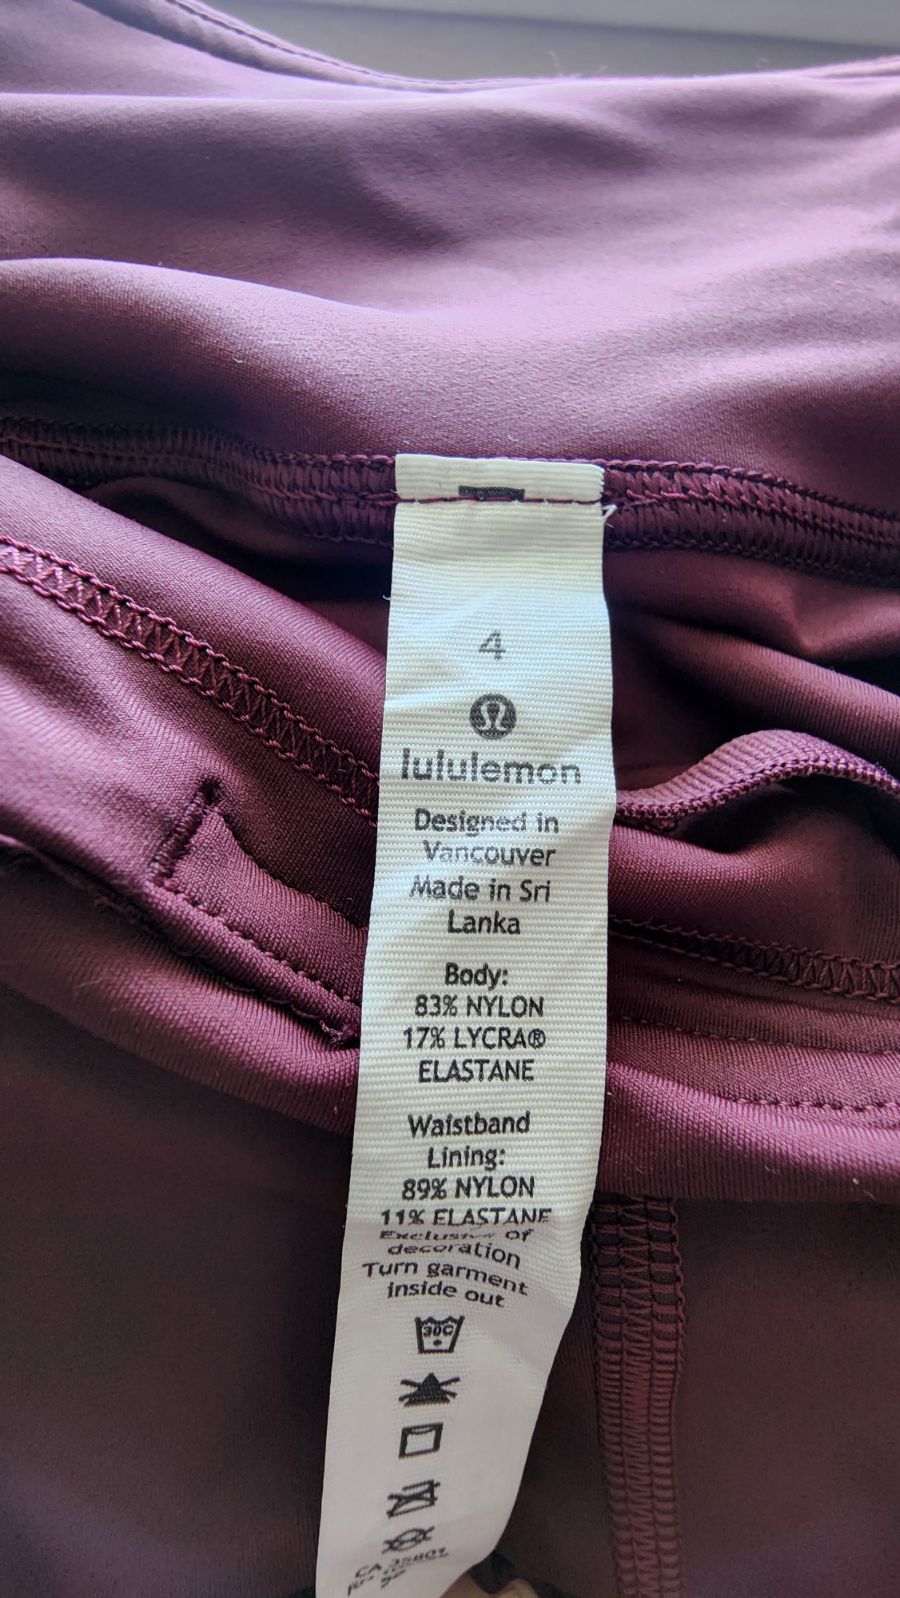 4
lululemon
Designed in
Vancouver
Made in Sri
Lanka
Body:
83% NYLON
17% LYCRA®
ELASTANE
Waistband
Lining:
89% NYLON
11% ELASTANE
Exclusive of
decoration
Turn garment
inside out
30C
CA